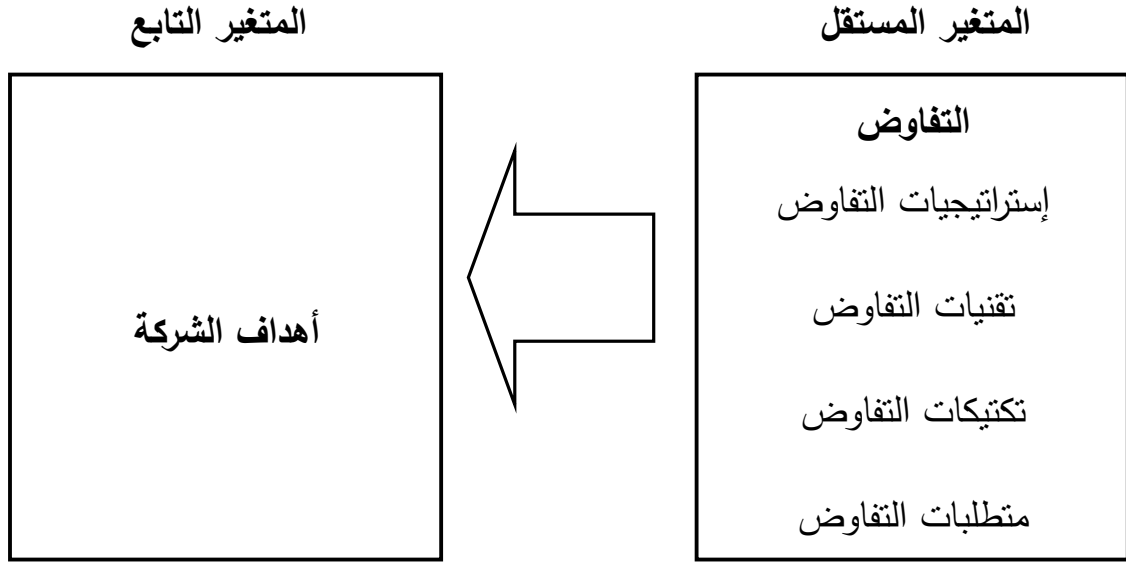 المتغير المستقل
المتغير التابع
التفاوض
إستراتيجيات التفاوض
تقنيات التفاوض
تكتيكات التفاوض
متطلبات التفاوض
أهداف الشركة